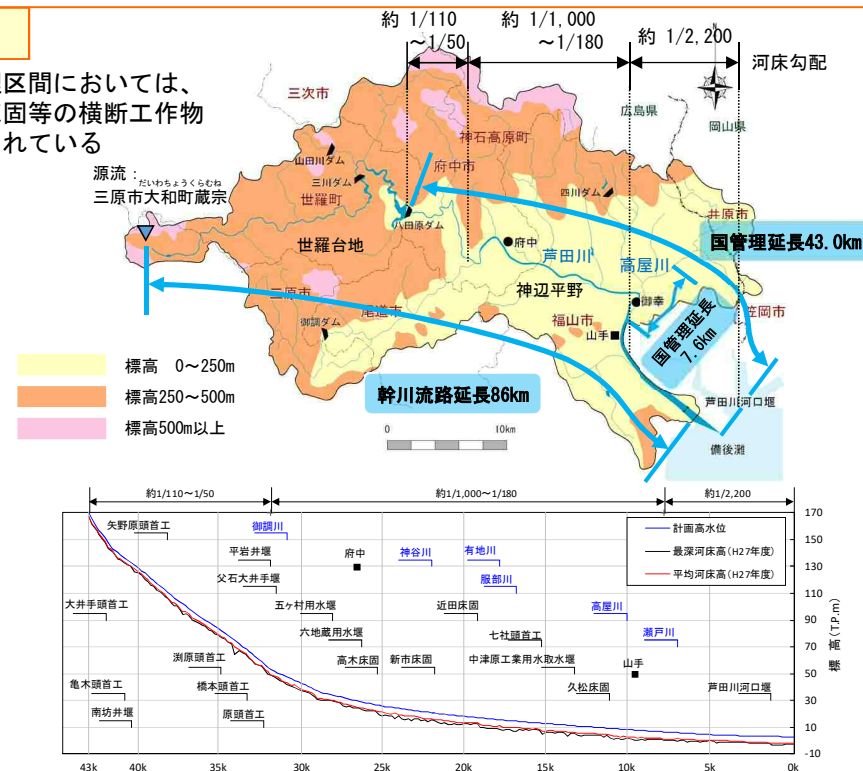 約 1/110
～1/50
約 1/1,000
～1/180
約 1/2,200
河床勾配
区間においては、
固等の横断工作物
れている
源流：
だいわちょうくらむね
三原市大和町蔵宗
三次市
広島県
岡山県
神石高原町
山田川ダム
府中市
三川ダム
四川ダム
世羅町
井原市
八田原ダム
国管理延長43.0km
世羅台地
府中
芦田川
高屋川
神辺平野
三原市
御幸
尾道市
福山市
笠岡市
御調ダム
山手
国管理延長
7.6km
標高 0～250m
標高250～500m
標高500m以上
幹川流路延長86km
芦田川河口堰
0 10km
備後灘
約1/110～1/50
約1/1,000～1/180
約1/2,200
170
150
130
110
90
70
50
30
10
-10
標 高（T.P.m）
計画高水位
最深河床高(H27年度)
平均河床高(H27年度)
矢野原頭首工
御調川
平岩井堰
府中
神谷川
有地川
父石大井手堰
服部川
大井手頭首工
五ヶ村用水堰
近田床固
高屋川
六地蔵用水堰
七社頭首工
瀬戸川
渕原頭首工
高木床固
新市床固
中津原工業用水取水堰
山手
亀木頭首工
橋本頭首工
久松床固
芦田川河口堰
南坊井堰
原頭首工
43k 40k 35k 30k 25k 20k 15k 10k 5k 0k